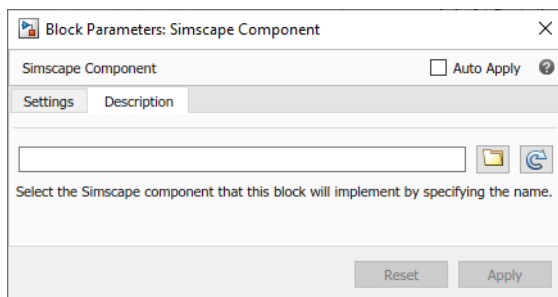 Block Parameters: Simscape Component
Simscape Component Auto Apply
Settings Description
Select the Simscape component that this block will implement by specifying the name.
Reset Apply